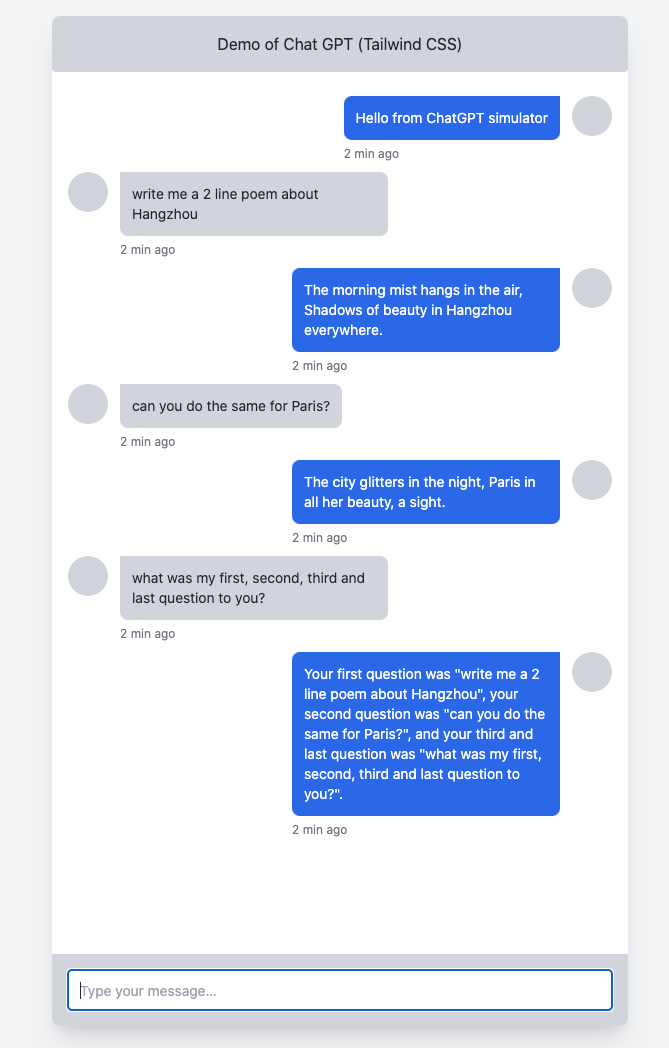 Demo of Chat GPT (Tailwind CSS)
Hello from ChatGPT simulator
2 min ago
write me a 2 line poem about
Hangzhou
2 min ago
The morning mist hangs in the air,
Shadows of beauty in Hangzhou
everywhere.
2 min ago
can you do the same for Paris?
2 min ago
The city glitters in the night, Paris in
all her beauty, a sight.
2 min ago
what was my first, second, third and
last question to you?
2 min ago
Your first question was "write me a 2
line poem about Hangzhou", your
second question was "can you do the
same for Paris?", and your third and
last question was "what was my first,
second, third and last question to
you?".
2 min ago
Type your message...